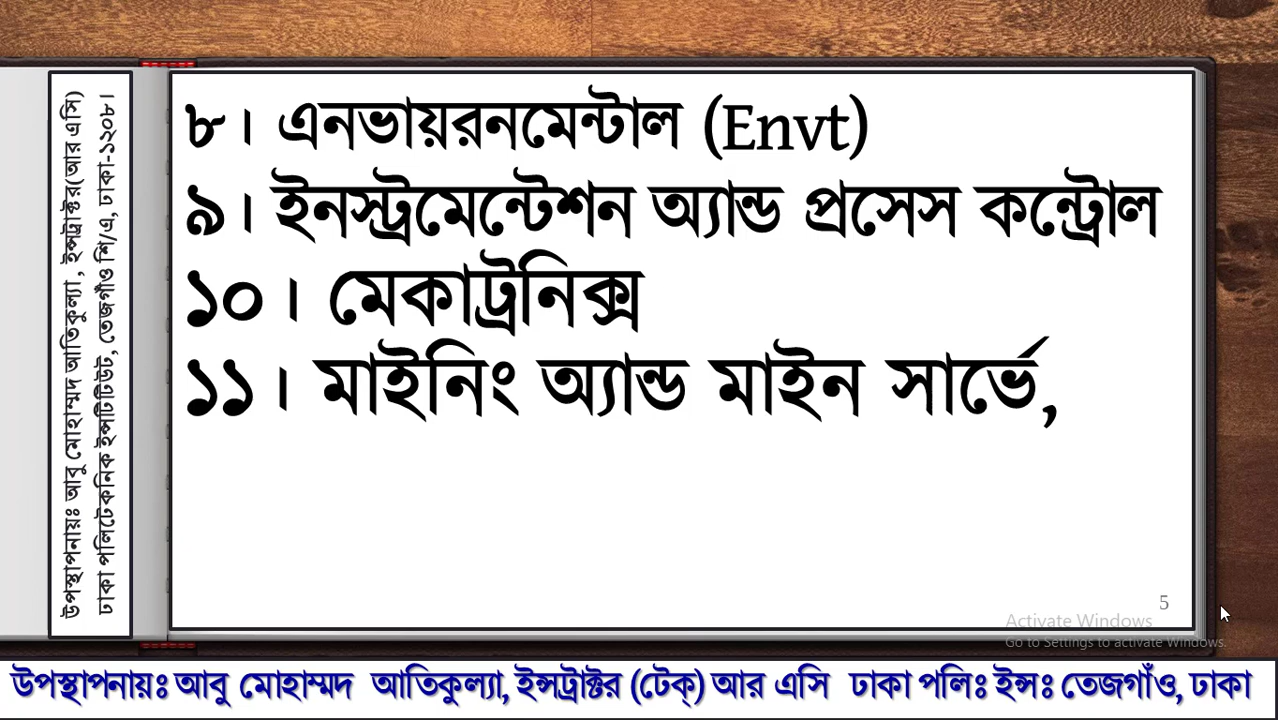 উপস্থাপনায়ঃ আবু মোহাম্মদ আতিকুল্যা, ইন্সট্রাক্টর(আর এসি)
ঢাকা পলিটেকনিক ইন্সটিটিউট, তেজগাঁও শি/এ, ঢাকা-১২০৮।
৮। এনভায়রনমেন্টাল (Envt)
৯। ইনস্ট্রমেন্টেশন অ্যান্ড প্রসেস কন্ট্রোল
১০। মেকাট্রনিক্স
১১। মাইনিং অ্যান্ড মাইন সার্ভে,
5
Activate Windows
Go to Settings to activate Windows.
উপস্থাপনায়ঃ আবু মোহাম্মদ আতিকুল্যা, ইন্সট্রাক্টর (টেক্) আর এসি ঢাকা পলিঃ ইন্সঃ তেজগাঁও, ঢাকা